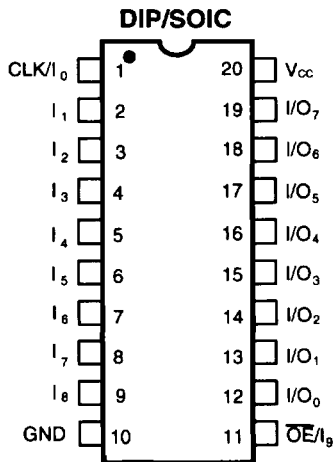 DIP/SOIC
CLK/I₀ 1 20 Vcc
I₁ 2 19 I/O₇
I₂ 3 18 I/O₆
I₃ 4 17 I/O₅
I₄ 5 16 I/O₄
I₅ 6 15 I/O₃
I₆ 7 14 I/O₂
I₇ 8 13 I/O₁
I₈ 9 12 I/O₀
GND 10 11 O̅E̅/I₉